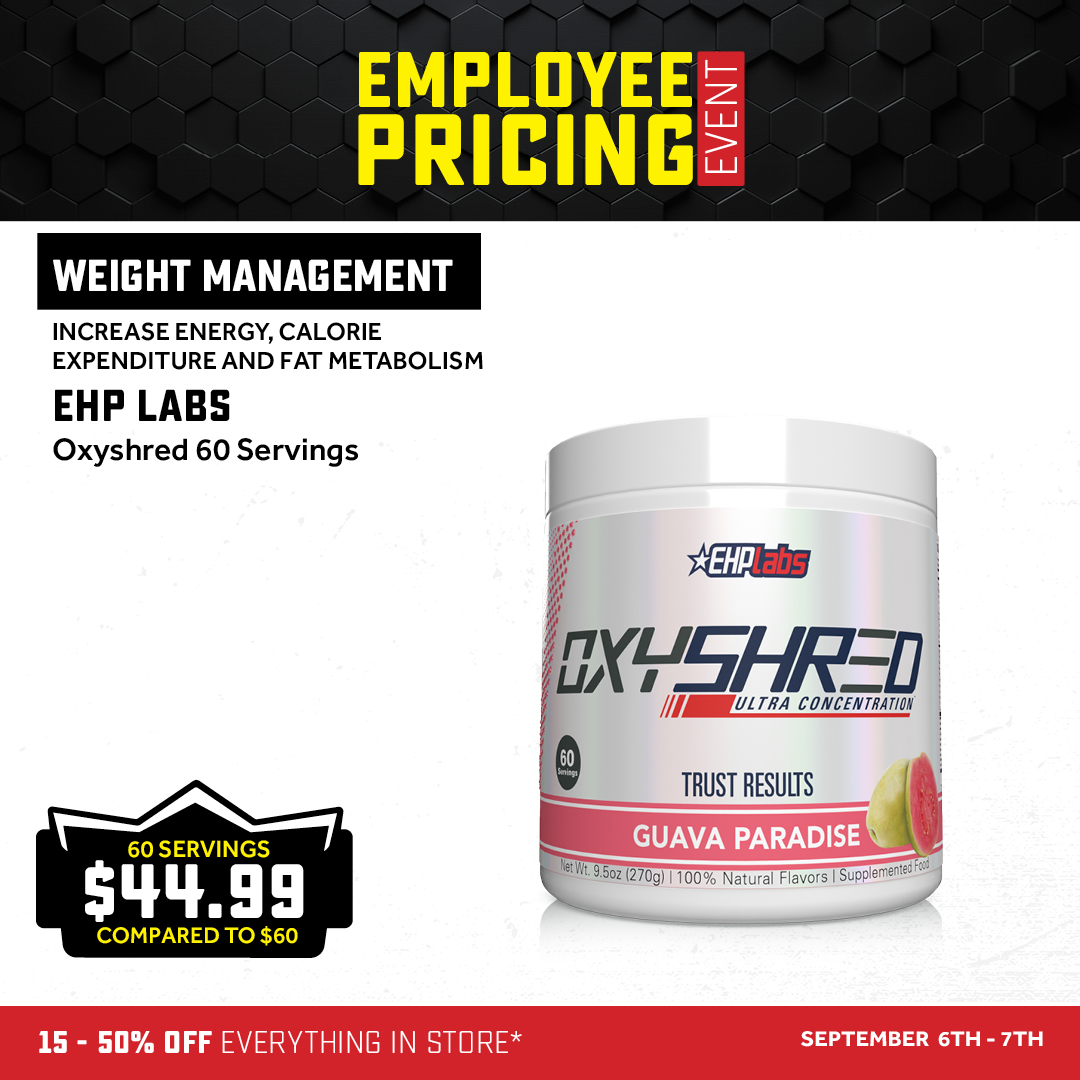 EMPLOYEE
PRICING
EVENT
WEIGHT MANAGEMENT
INCREASE ENERGY, CALORIE
EXPENDITURE AND FAT METABOLISM
EHP LABS
Oxyshred 60 Servings
EHPLabs
OXYSHRED
ULTRA CONCENTRATION
60
Servings
TRUST RESULTS
GUAVA PARADISE
Net Wt. 9.5oz (270g) | 100% Natural Flavors | Supplemented Food
60 SERVINGS
$44.99
COMPARED TO $60
15 - 50% OFF EVERYTHING IN STORE*
SEPTEMBER 6TH - 7TH